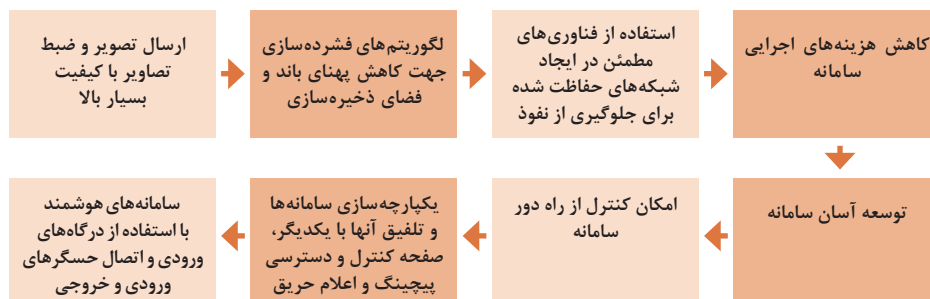 ارسال تصویر و ضبط
تصاویر با کیفیت
بسیار بالا
لگوریتم‌های فشرده‌سازی
جهت کاهش پهنای باند و
فضای ذخیره‌سازی
استفاده از فناوری‌های
مطمئن در ایجاد
شبکه‌های حفاظت شده
برای جلوگیری از نفوذ
کاهش هزینه‌های اجرایی
سامانه
توسعه آسان سامانه
امکان کنترل از راه دور
سامانه
یکپارچه‌سازی سامانه‌ها
و تلفیق آنها با یکدیگر،
صفحه کنترل و دسترسی
پیچینگ و اعلام حریق
سامانه‌های هوشمند
با استفاده از درگاه‌های
ورودی و اتصال حسگرهای
ورودی و خروجی